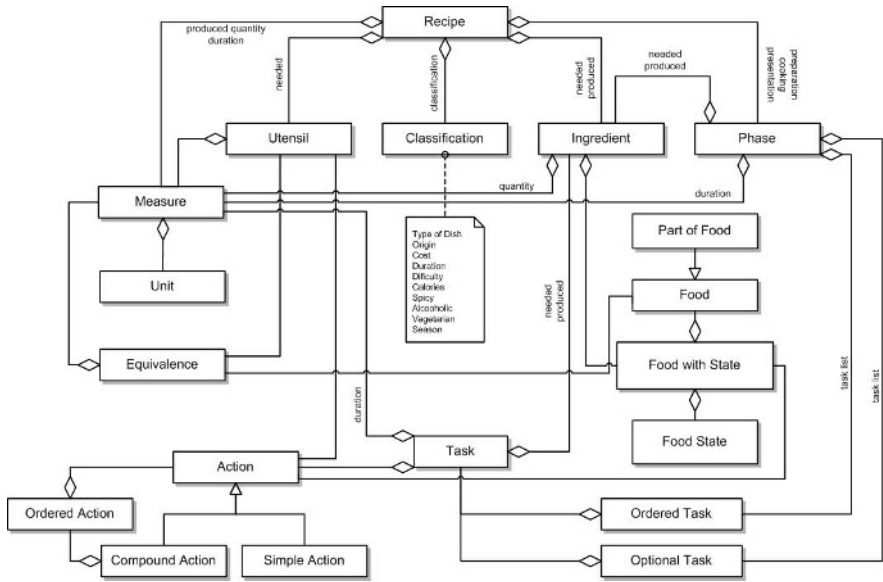 Recipe
produced quantity
duration
needed
classification
needed
produced
needed
produced
preparation
cooking
presentation
Utensil
Classification
Ingredient
Phase
quantity
duration
Measure
Unit
Type of Dish
Origin
Cost
Duration
Dificulty
Calories
Spicy
Alcoaholic
Vegetarian
Season
Part of Food
Food
needed
produced
Equivalence
Food with State
task list
task list
duration
Food State
Task
Action
Ordered Action
Ordered Task
Compound Action
Simple Action
Optional Task